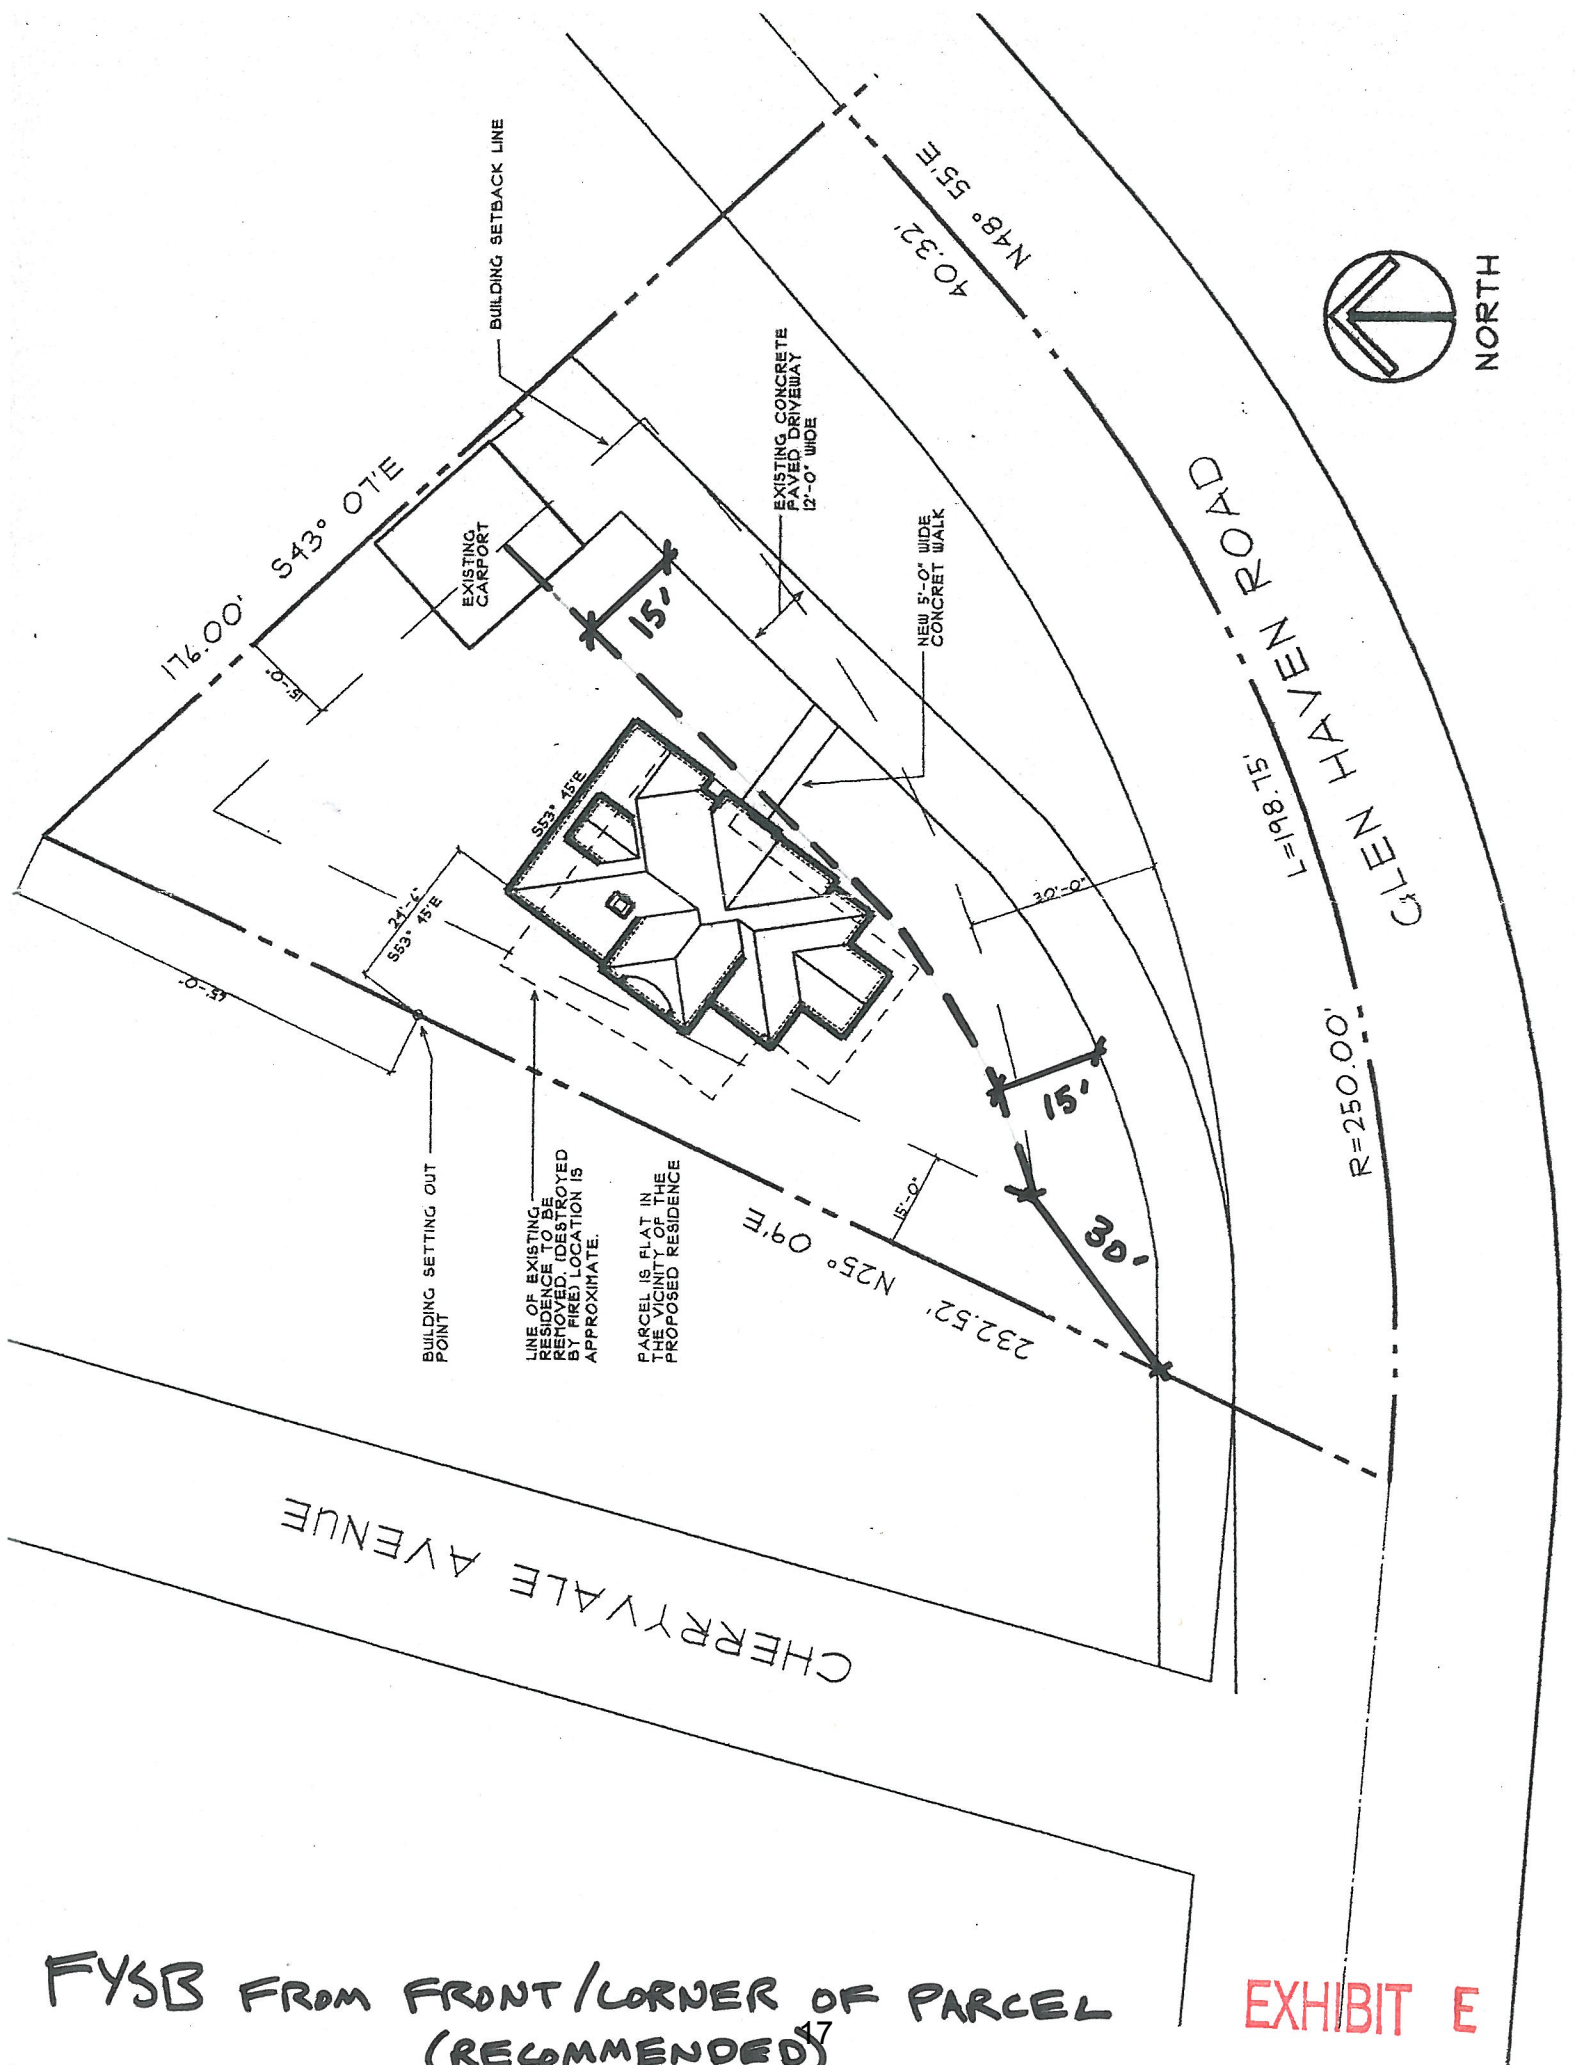 N48° 55'E
40.32'
BUILDING SETBACK LINE
NORTH
EXISTING CONCRETE
PAVED DRIVEWAY
12'-0" WIDE
S43° 07'E
176.00'
EXISTING
CARPORT
15'
NEW 5'-0" WIDE
CONCRET WALK
GLEN HAVEN ROAD
15'-0"
S53° 45'E
L=198.75'
30'-0"
24'-6"
S53° 45'E
65'-0"
R=250.00'
15'
BUILDING SETTING OUT
POINT
LINE OF EXISTING
RESIDENCE TO BE
REMOVED. (DESTROYED
BY FIRE) LOCATION IS
APPROXIMATE.
PARCEL IS FLAT IN
THE VICINITY OF THE
PROPOSED RESIDENCE
15'-0"
30'
N25° 09'E
232.52'
CHERRYVALE AVENUE
FYSB FROM FRONT/CORNER OF PARCEL
(RECOMMENDED)
17
EXHIBIT E